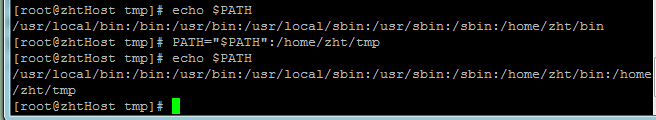 [root@zhtHost tmp]# echo $PATH
/usr/local/bin:/bin:/usr/bin:/usr/local/sbin:/usr/sbin:/sbin:/home/zht/bin
[root@zhtHost tmp]# PATH="$PATH":/home/zht/tmp
[root@zhtHost tmp]# echo $PATH
/usr/local/bin:/bin:/usr/bin:/usr/local/sbin:/usr/sbin:/sbin:/home/zht/bin:/home
/zht/tmp
[root@zhtHost tmp]#